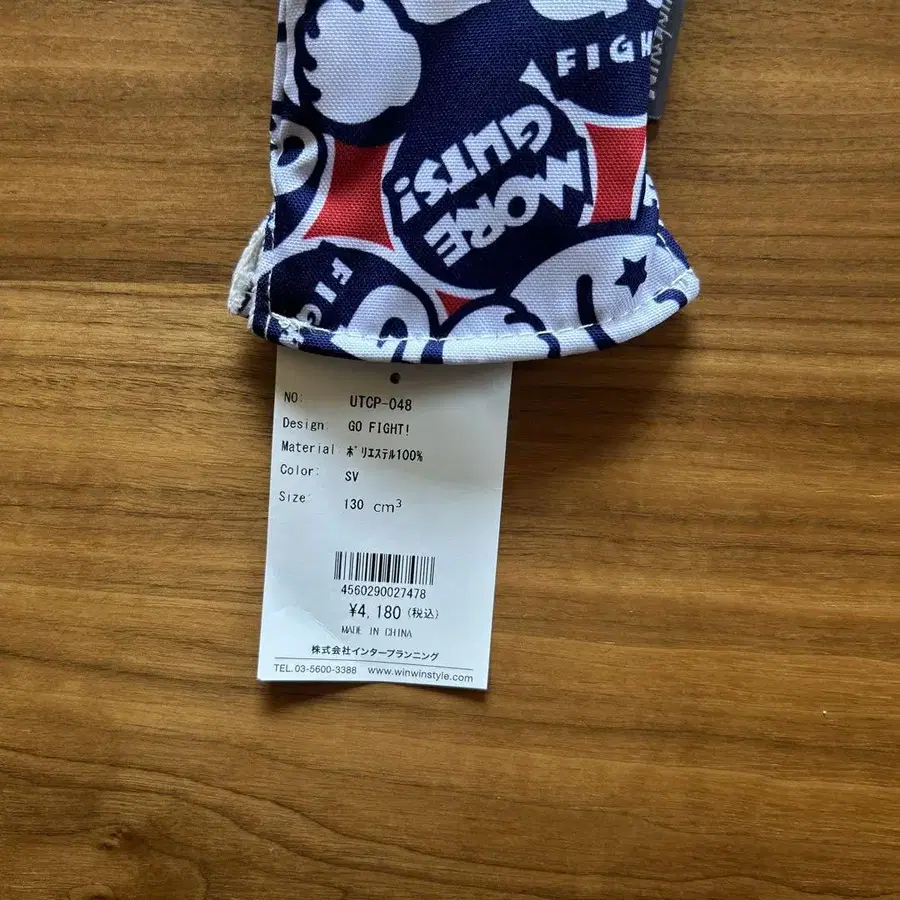 FIGH
MORE
GUTS!
FIGHT
NO: UTCP-048
Design: GO FIGHT!
Material: ポリエステル100%
Color: SV
Size: 130 cm³
4560290027478
¥4,180(税込)
MADE IN CHINA
株式会社インタープランニング
TEL.03-5600-3388 www.winwinstyle.com